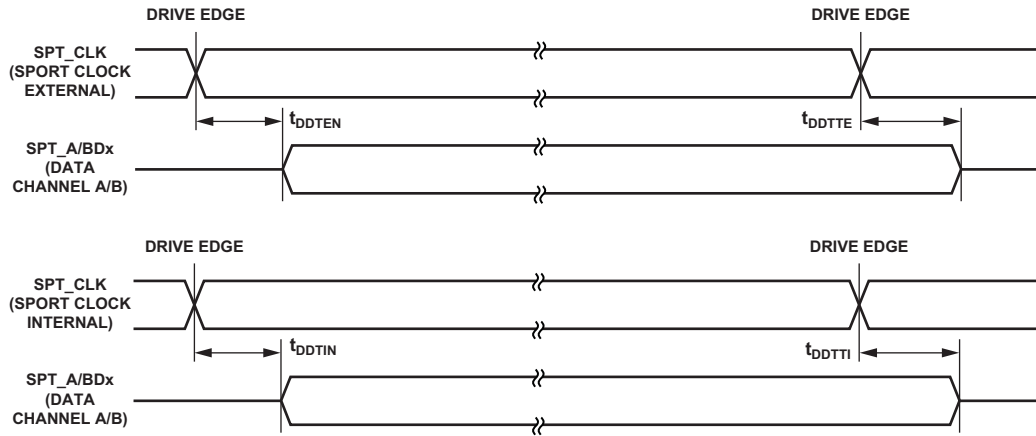 DRIVE EDGE DRIVE EDGE
SPT_CLK
(SPORT CLOCK
EXTERNAL)
tDDTEN tDDTTE
SPT_A/BDx
(DATA
CHANNEL A/B)
DRIVE EDGE DRIVE EDGE
SPT_CLK
(SPORT CLOCK
INTERNAL)
tDDTIN tDDTTI
SPT_A/BDx
(DATA
CHANNEL A/B)